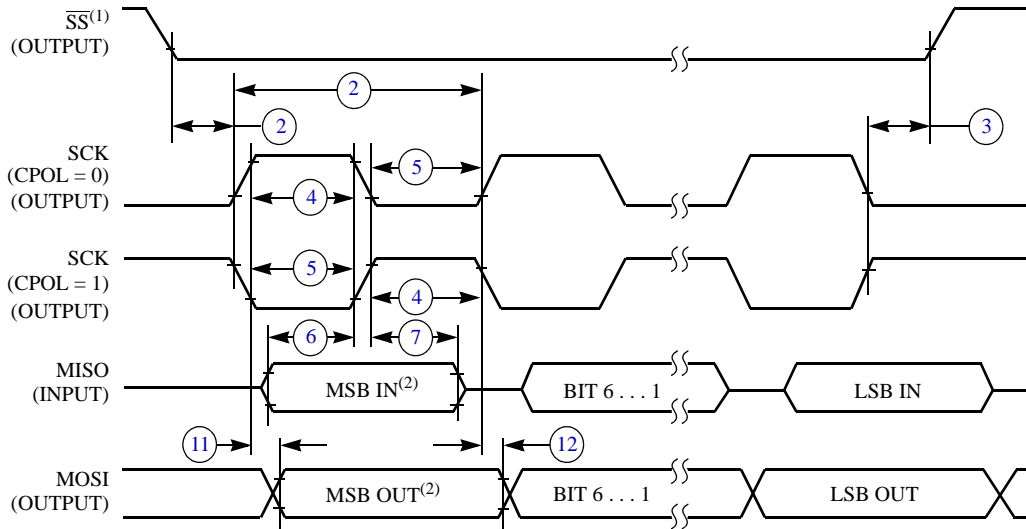 SS(1)
(OUTPUT)
2
2
3
SCK
(CPOL = 0)
(OUTPUT)
5
4
SCK
(CPOL = 1)
(OUTPUT)
5
4
6
7
MISO
(INPUT)
MSB IN(2)
BIT 6 . . . 1
LSB IN
11
12
MOSI
(OUTPUT)
MSB OUT(2)
BIT 6 . . . 1
LSB OUT